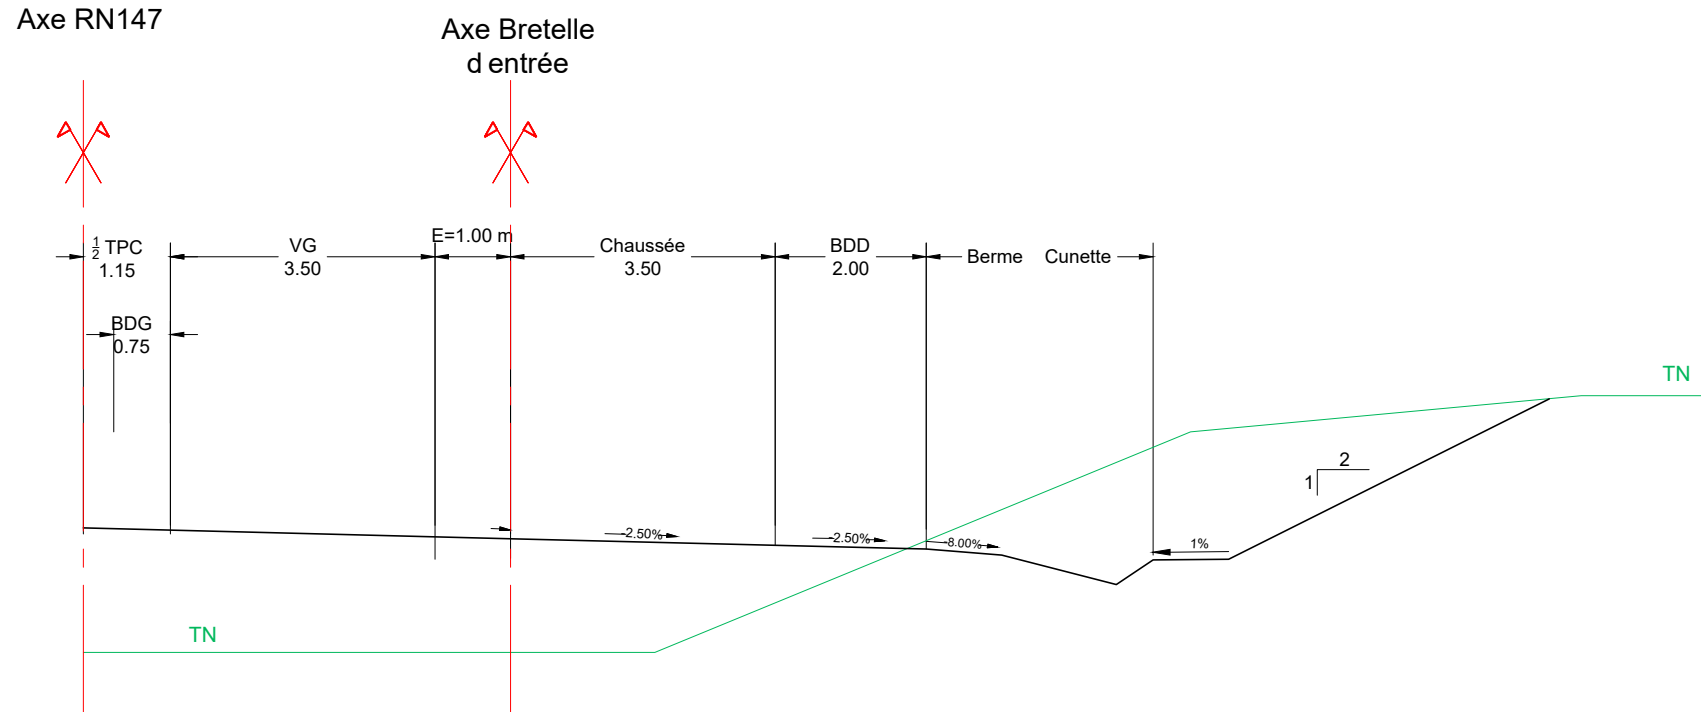 Axe RN147
Axe Bretelle
d entrée
1/2 TPC
1.15
VG
3.50
E=1.00 m
Chaussée
3.50
BDD
2.00
Berme
Cunette
BDG
0.75
TN
2
1
-2.50%
-2.50%
-8.00%
1%
TN